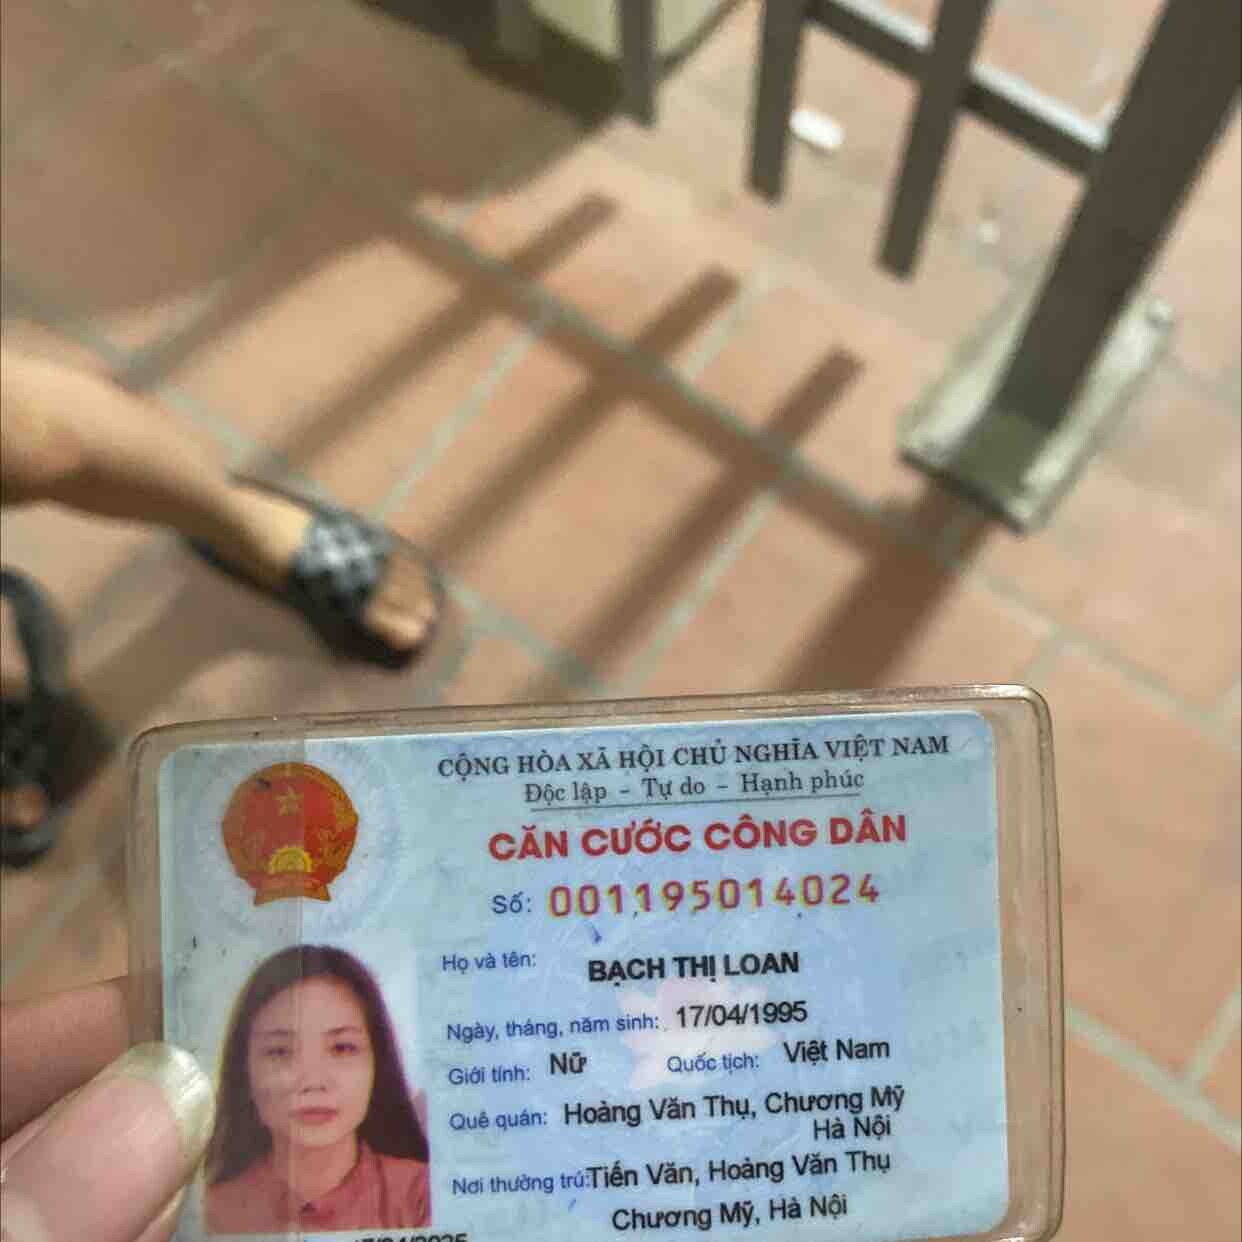 CỘNG HÒA XÃ HỘI CHỦ NGHĨA VIỆT NAM
Độc lập - Tự do - Hạnh phúc
CĂN CƯỚC CÔNG DÂN
Số: 001195014024
Họ và tên: BẠCH THỊ LOAN
Ngày, tháng, năm sinh: 17/04/1995
Giới tính: Nữ Quốc tịch: Việt Nam
Quê quán: Hoàng Văn Thụ, Chương Mỹ
Hà Nội
Nơi thường trú: Tiến Văn, Hoàng Văn Thụ
Chương Mỹ, Hà Nội